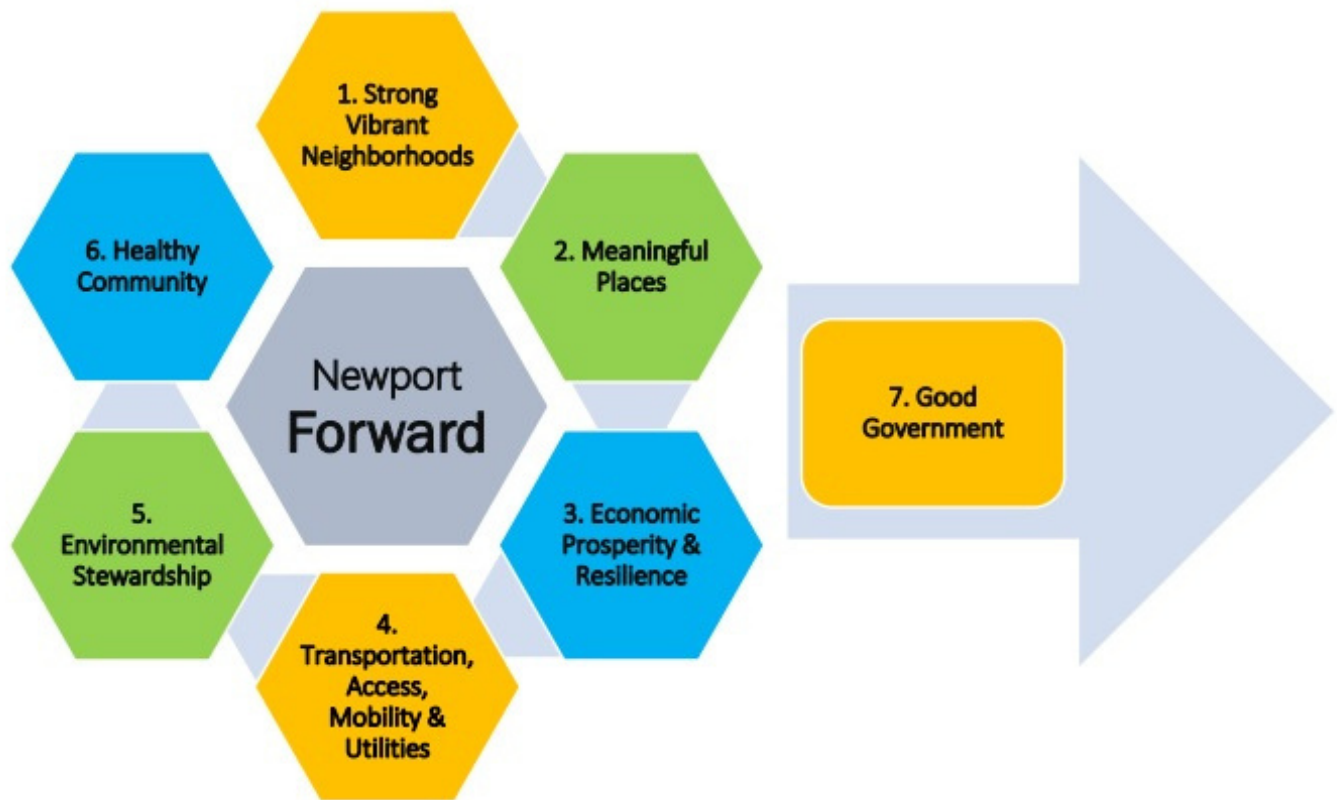 1. Strong
Vibrant
Neighborhoods
2. Meaningful
Places
3. Economic
Prosperity &
Resilience
4.
Transportation,
Access,
Mobility &
Utilities
5.
Environmental
Stewardship
6. Healthy
Community
Newport
Forward
7. Good
Government